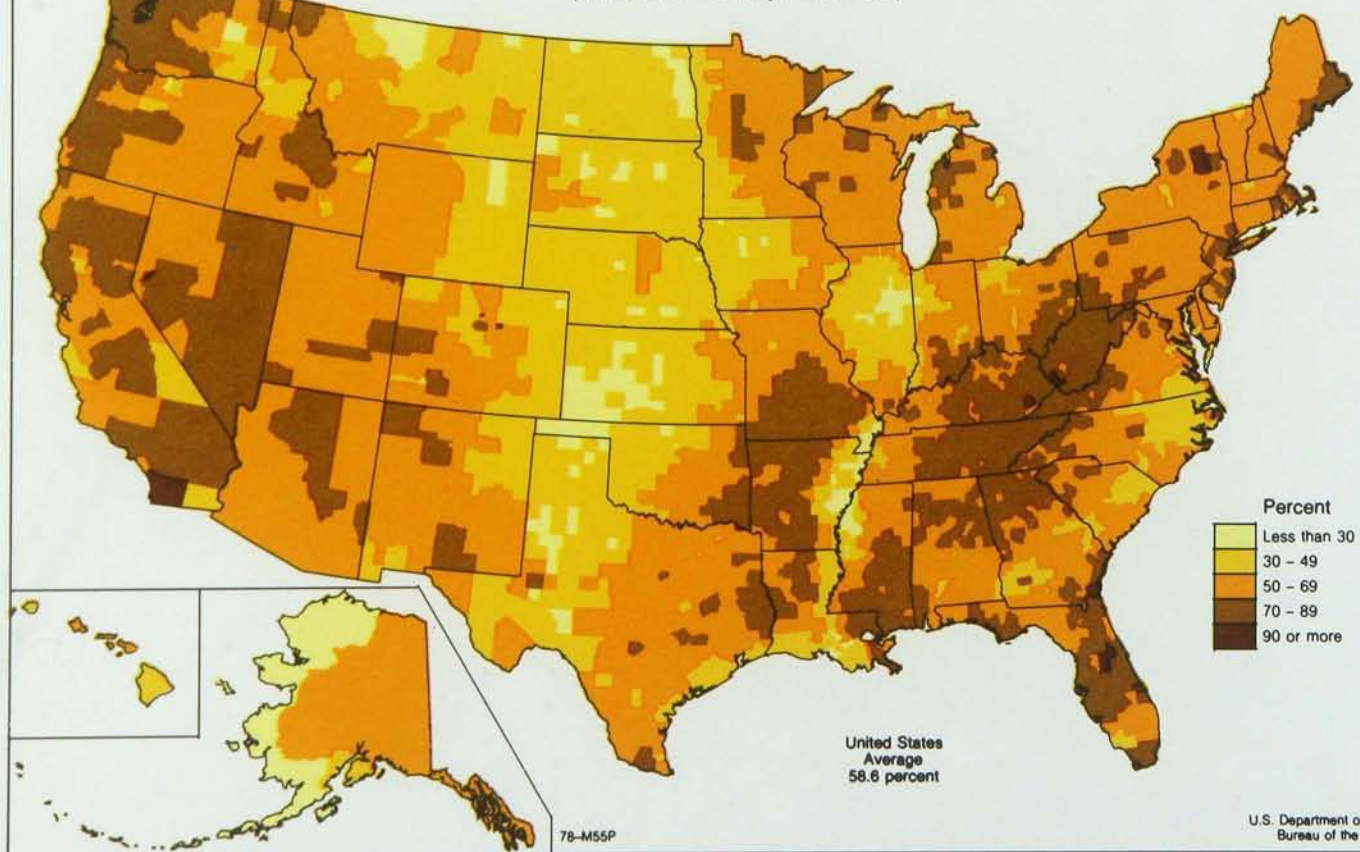 Percent
Less than 30
30 – 49
50 – 69
70 – 89
90 or more
United States
Average
58.6 percent
78–M55P
U.S. Department o
Bureau of the